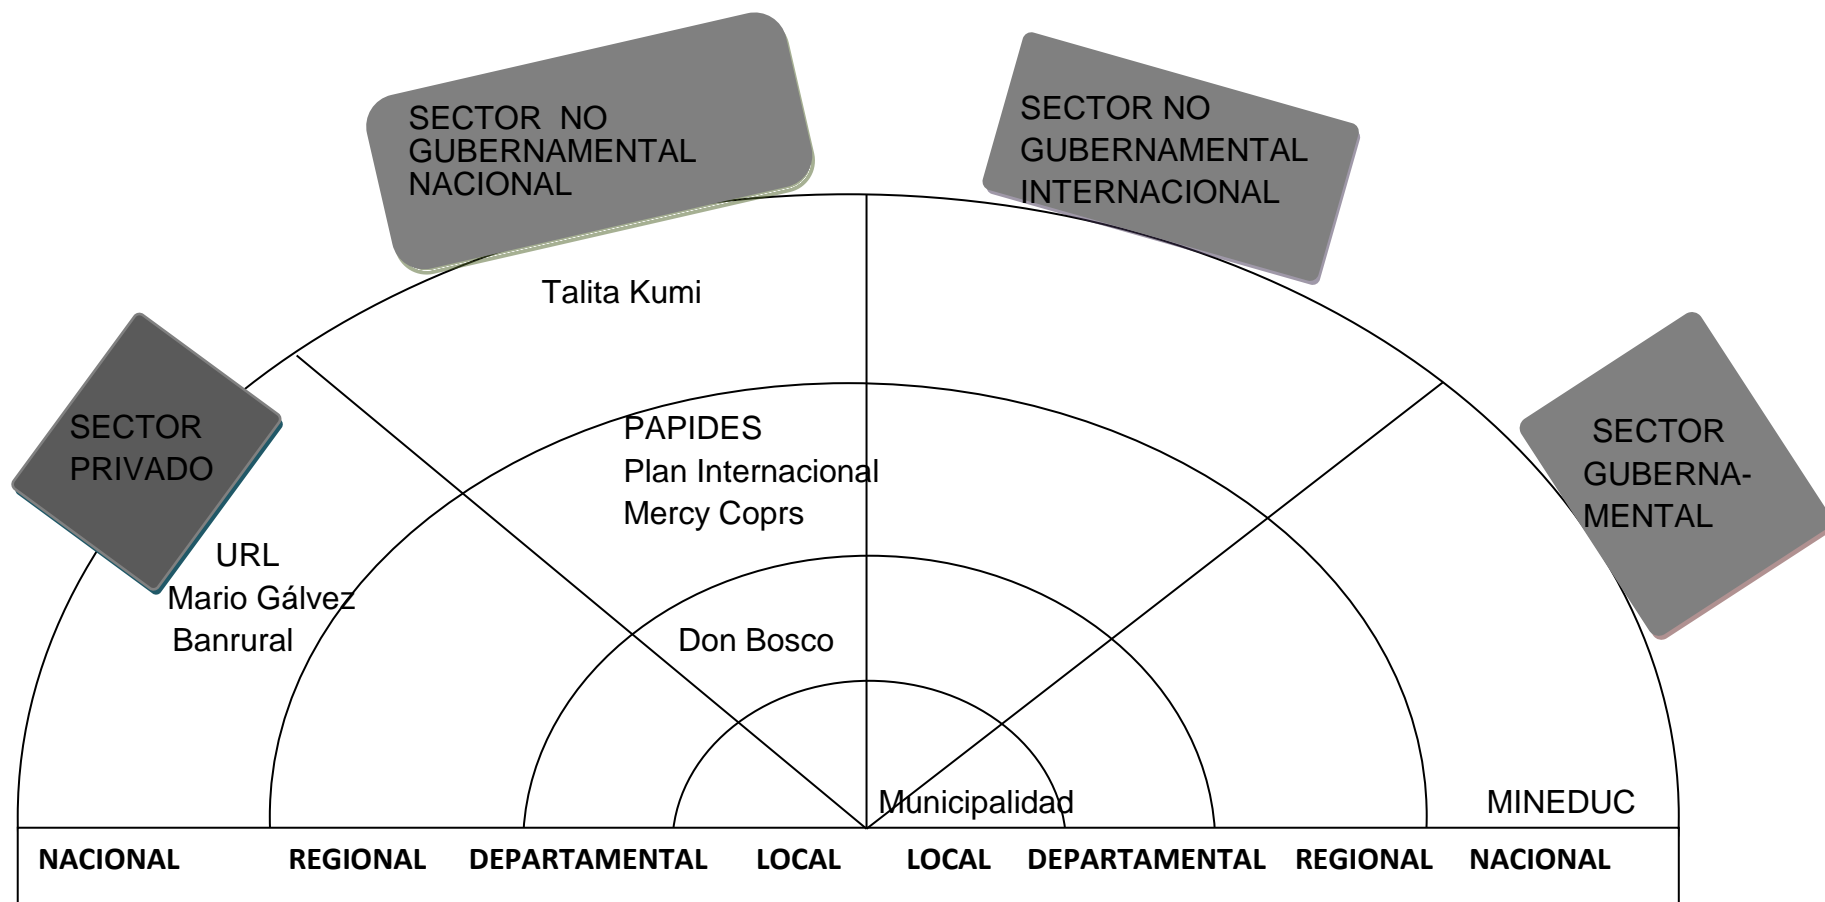 SECTOR NO
GUBERNAMENTAL
NACIONAL
SECTOR NO
GUBERNAMENTAL
INTERNACIONAL
Talita Kumi
SECTOR
PRIVADO
PAPIDES
Plan Internacional
Mercy Coprs
SECTOR
GUBERNA-
MENTAL
URL
Mario Gálvez
Banrural
Don Bosco
Municipalidad
MINEDUC
NACIONAL REGIONAL DEPARTAMENTAL LOCAL LOCAL DEPARTAMENTAL REGIONAL NACIONAL